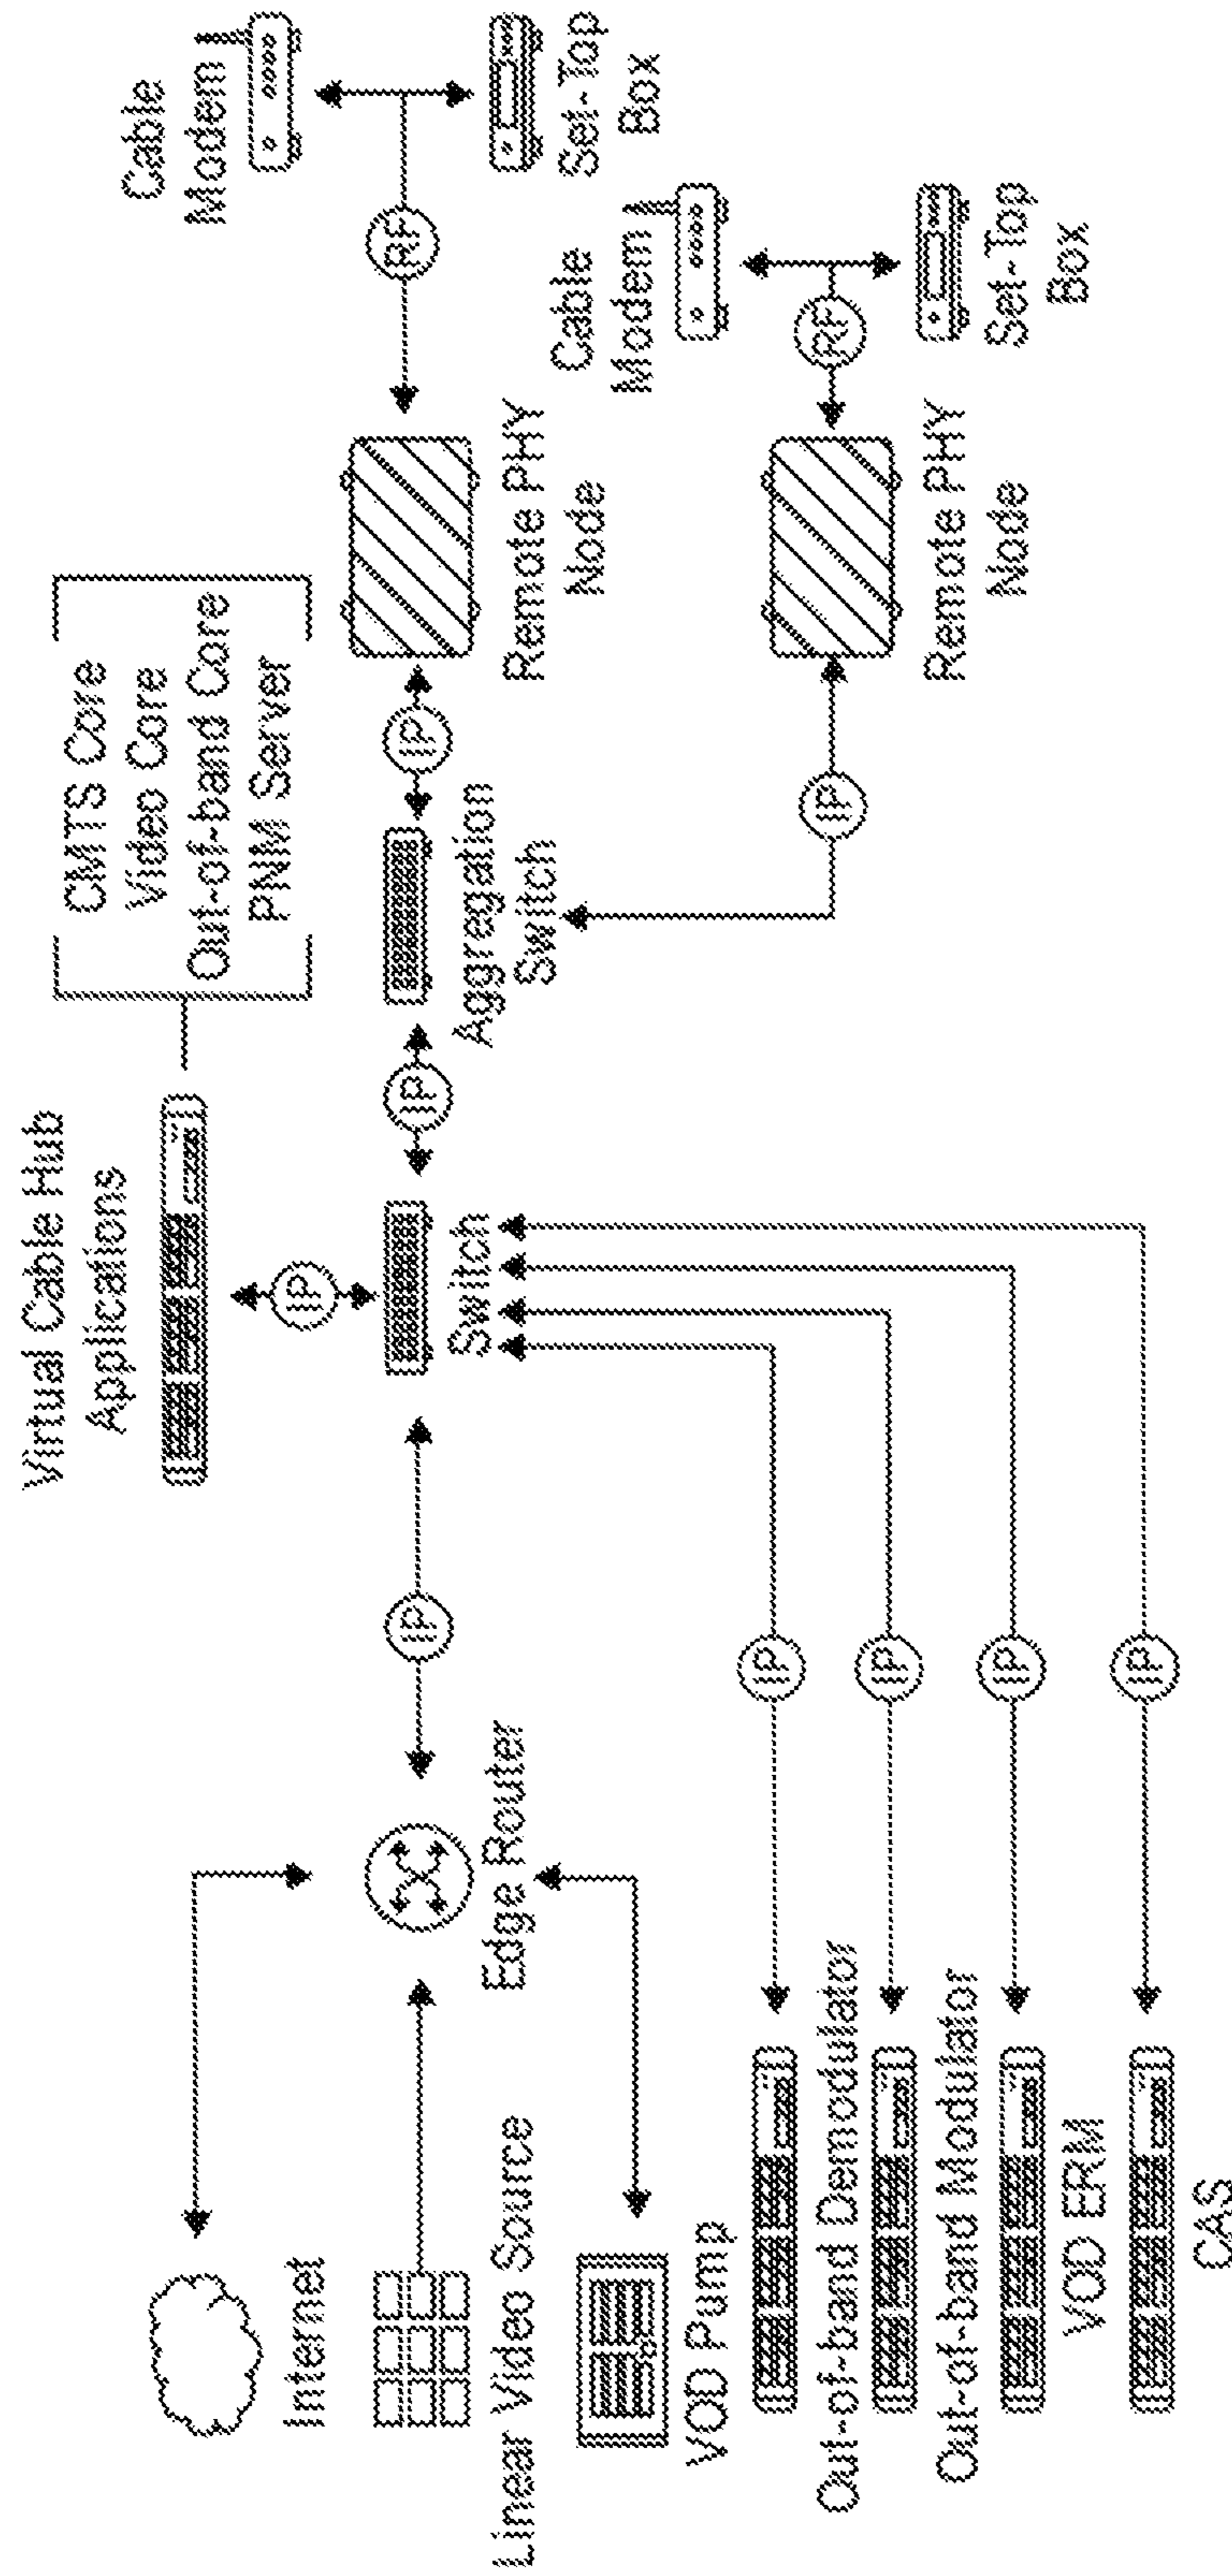 Virtual Cable Hub
Applications
CMTS Core
Video Core
Out-of-band Core
PNM Server
Cable
Modem
IP
RF
Internet
Linear Video Source
Edge Router
IP
Switch
IP
Aggregation
Switch
IP
Remote PHY
Node
Set-Top
Box
Cable
Modem
RF
VOD Pump
IP
Remote PHY
Node
Set-Top
Box
IP
Out-of-band Demodulator
IP
Out-of-band Modulator
IP
VOD ERM
IP
CAS